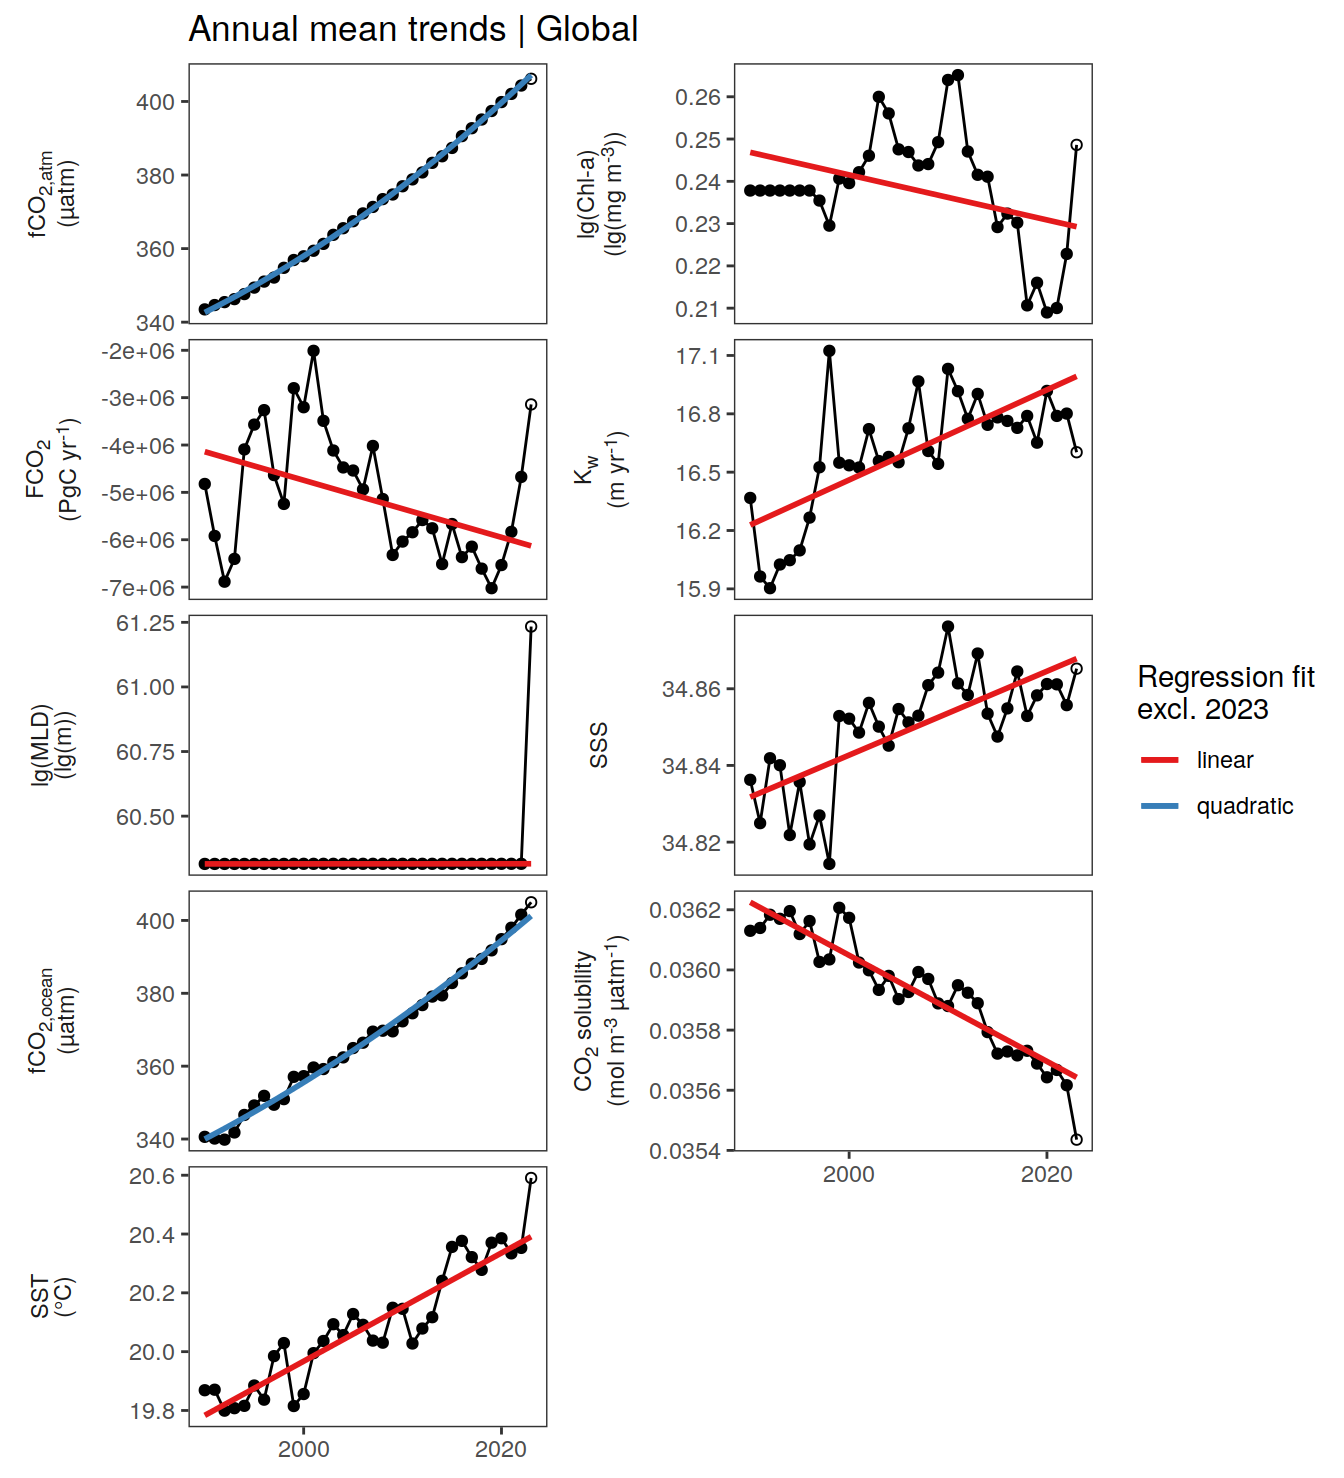 Annual mean trends | Global
fCO2,atm
(µatm)
400
380
360
340
lg(Chl-a)
(lg(mg m-3))
0.26
0.25
0.24
0.23
0.22
0.21
FCO2
(PgC yr-1)
-2e+06
-3e+06
-4e+06
-5e+06
-6e+06
-7e+06
Kw
(m yr-1)
17.1
16.8
16.5
16.2
15.9
lg(MLD)
(lg(m))
61.25
61.00
60.75
60.50
SSS
34.86
34.84
34.82
fCO2,ocean
(µatm)
400
380
360
340
CO2 solubility
(mol m-3 µatm-1)
0.0362
0.0360
0.0358
0.0356
0.0354
2000
2020
SST
(°C)
20.6
20.4
20.2
20.0
19.8
2000
2020
Regression fit
excl. 2023
linear
quadratic